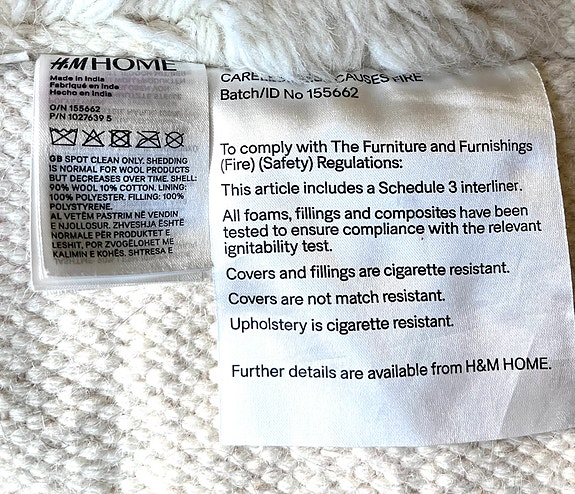 H&M HOME
Made in India
Fabriqué en Inde
Hecho en India
O/N 155662
P/N 1027639 5
GB SPOT CLEAN ONLY. SHEDDING
IS NORMAL FOR WOOL PRODUCTS
BUT DECREASES OVER TIME. SHELL:
90% WOOL 10% COTTON. LINING:
100% POLYESTER. FILLING: 100%
POLYSTYRENE.
AL VETËM PASTRIM NË VENDIN
E NJOLLOSUR. ZHVESHJA ËSHTË
NORMALE PËR PRODUKTET E
LESHIT, POR ZVOGËLOHET ME
KALIMIN E KOHËS. SHTRESA E
CAUSES FIRE
Batch/ID No 155662
To comply with The Furniture and Furnishings
(Fire) (Safety) Regulations:
This article includes a Schedule 3 interliner.
All foams, fillings and composites have been
tested to ensure compliance with the relevant
ignitability test.
Covers and fillings are cigarette resistant.
Covers are not match resistant.
Upholstery is cigarette resistant.
Further details are available from H&M HOME.